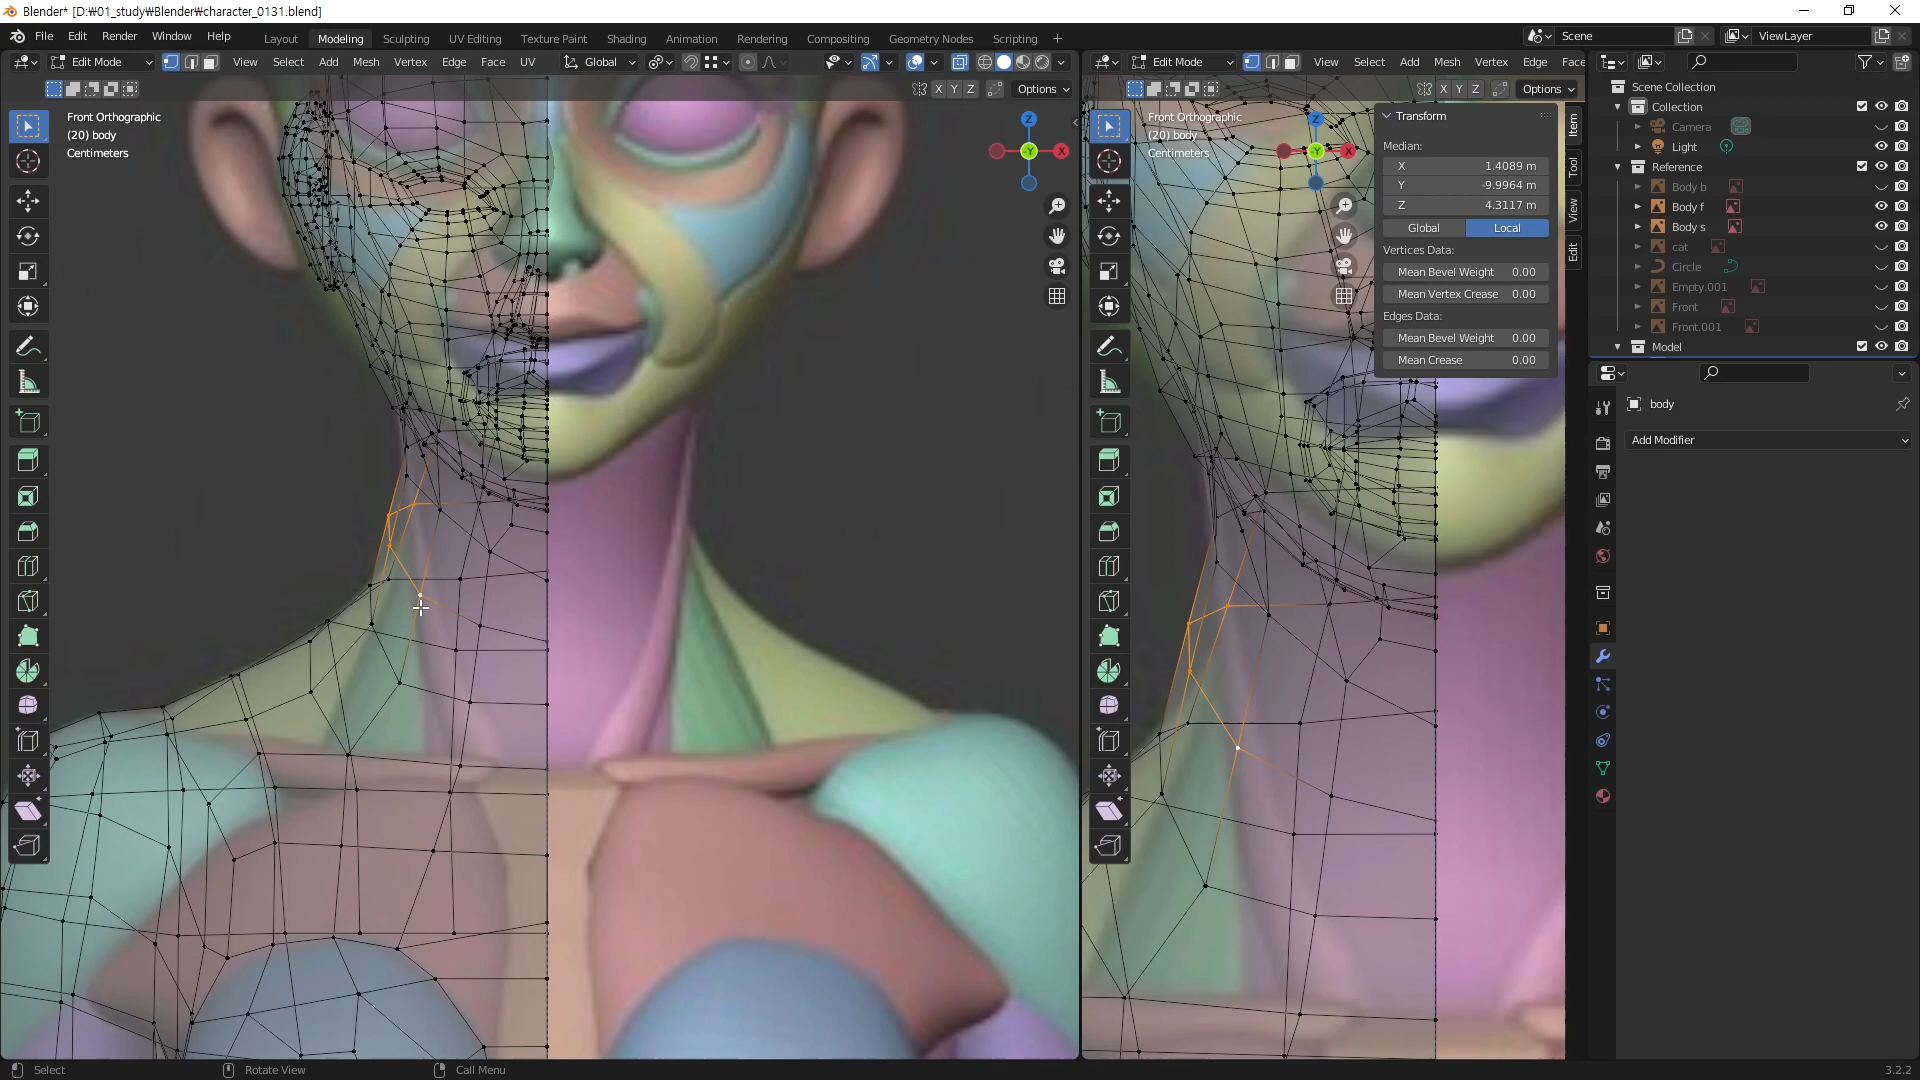 Blender* [D:₩01_study₩Blender₩character_0131.blend]
File Edit Render Window Help
Layout Modeling Sculpting UV Editing Texture Paint Shading Animation Rendering Compositing Geometry Nodes Scripting +
Scene
ViewLayer
Edit Mode View Select Add Mesh Vertex Edge Face UV Global
Edit Mode View Select Add Mesh Vertex Edge Face
X Y Z Options
X Y Z Options
Front Orthographic
(20) body
Centimeters
Z
-Y
X
Front Orthographic
(20) body
Centimeters
Z
-Y
X
Transform
Median:
X 1.4089 m
Y -9.9964 m
Z 4.3117 m
Global Local
Vertices Data:
Mean Bevel Weight 0.00
Mean Vertex Crease 0.00
Edges Data:
Mean Bevel Weight 0.00
Mean Crease 0.00
Item
Tool
View
Edit
Scene Collection
Collection
Camera
Light
Reference
Body b
Body f
Body s
cat
Circle
Empty.001
Front
Front.001
Model
body
Add Modifier
Select
Rotate View
Call Menu
3.2.2